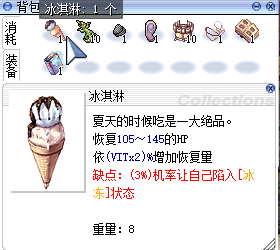 背包
冰淇淋: 1 个
消耗
1
10
1
1
1
1
1
装备
1
冰淇淋
Collections
夏天的时候吃是一大绝品。
恢复105～145的HP
依(VITx2)%增加恢复量
缺点: (3%)机率让自己陷入[冰
冻]状态
重量: 8